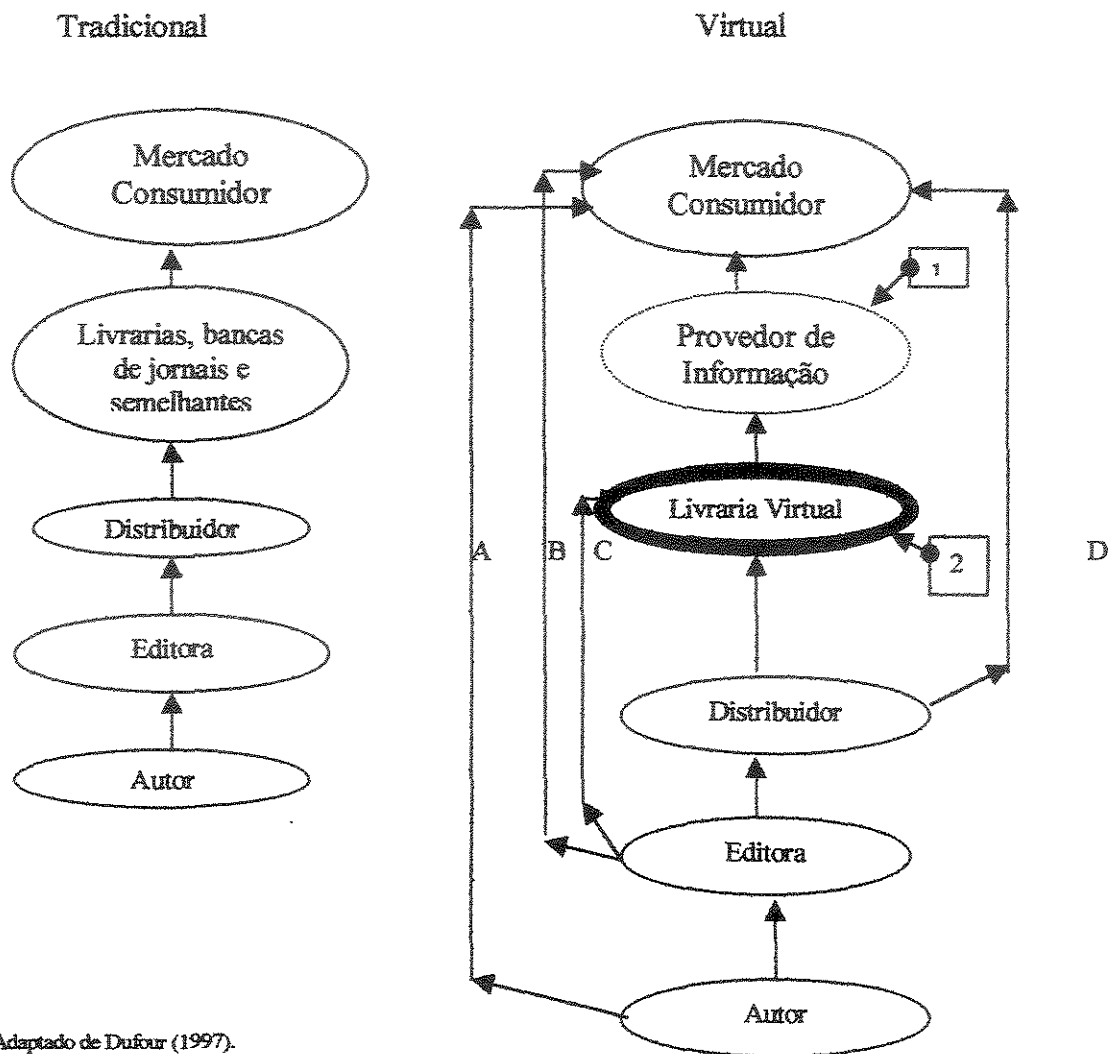 Tradicional
Mercado
Consumidor
Livrarias, bancas
de jornais e
semelhantes
Distribuidor
Editora
Autor
Virtual
Mercado
Consumidor
1
Provedor de
Informação
Livraria Virtual
2
A
B
C
D
Distribuidor
Editora
Autor
Adaptado de Dufour (1997).